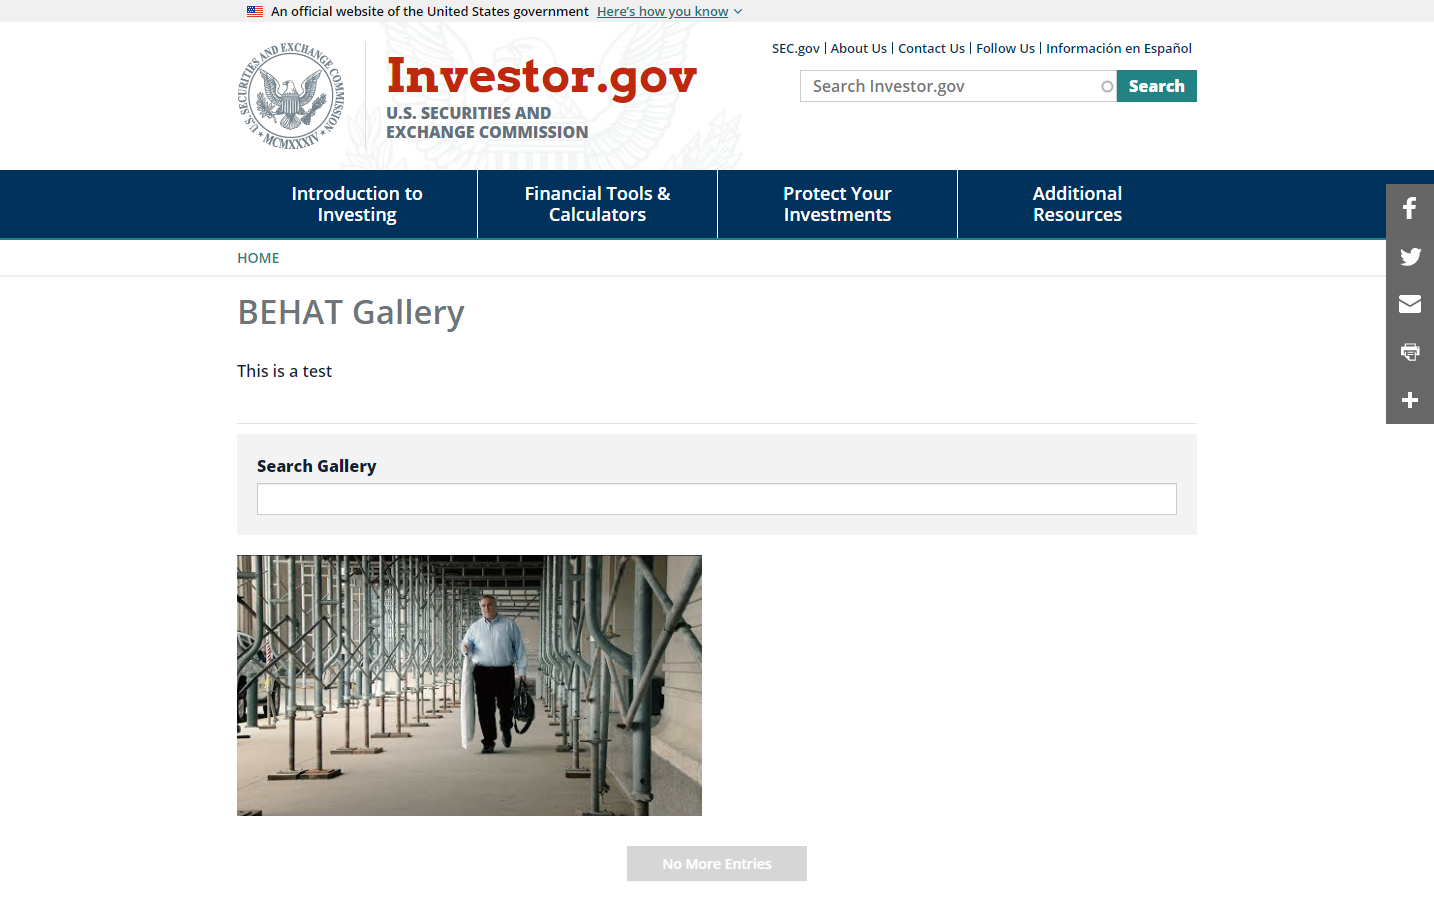 An official website of the United States government Here's how you know
SECURITIES AND EXCHANGE COMMISSION
U.S.
MCMXXXIV
Investor.gov
U.S. SECURITIES AND
EXCHANGE COMMISSION
SEC.gov | About Us | Contact Us | Follow Us | Información en Español
Search Investor.gov
Search
Introduction to
Investing
Financial Tools &
Calculators
Protect Your
Investments
Additional
Resources
HOME
BEHAT Gallery
This is a test
Search Gallery
No More Entries